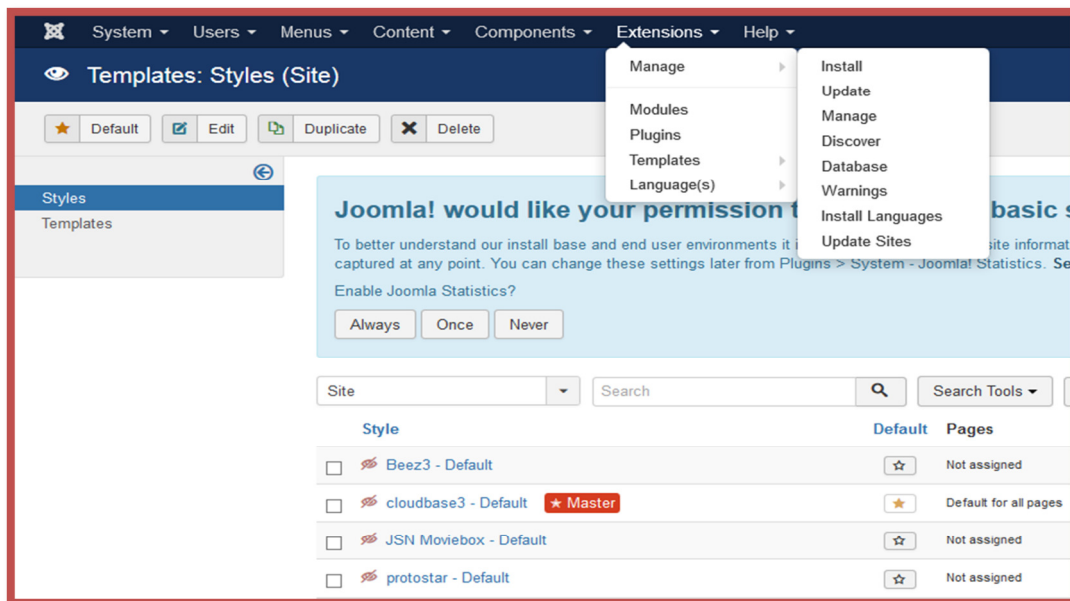 System Users Menus Content Components Extensions Help
Templates: Styles (Site)
Manage
Modules
Plugins
Templates
Language(s)
Install
Update
Manage
Discover
Database
Warnings
Install Languages
Update Sites
Default Edit Duplicate Delete
Styles
Templates
Joomla! would like your permission t basic s
To better understand our install base and end user environments it i site informat
captured at any point. You can change these settings later from Plugins > System - Joomla! Statistics. Se
Enable Joomla Statistics?
Always Once Never
Site Search Search Tools
Style Default Pages
Beez3 - Default Not assigned
cloudbase3 - Default Master Default for all pages
JSN Moviebox - Default Not assigned
protostar - Default Not assigned